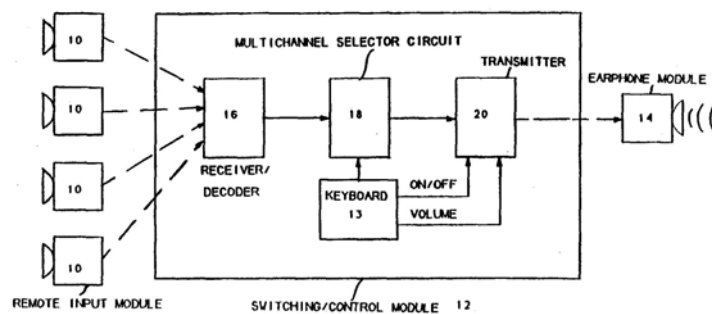 10
10
10
10
REMOTE INPUT MODULE
MULTICHANNEL SELECTOR CIRCUIT
TRANSMITTER
EARPHONE MODULE
16
18
20
14
RECEIVER/
DECODER
KEYBOARD
13
ON/OFF
VOLUME
SWITCHING/CONTROL MODULE 12